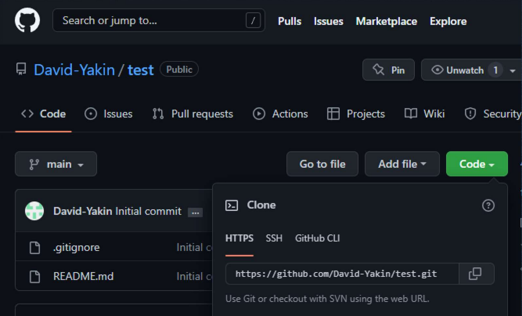 Search or jump to... / Pulls Issues Marketplace Explore
David-Yakin / test Public Pin Unwatch 1
Code Issues Pull requests Actions Projects Wiki Security
main Go to file Add file Code
David-Yakin Initial commit ...
Clone
.gitignore Initial c
HTTPS SSH GitHub CLI
README.md Initial c
https://github.com/David-Yakin/test.git
Use Git or checkout with SVN using the web URL.